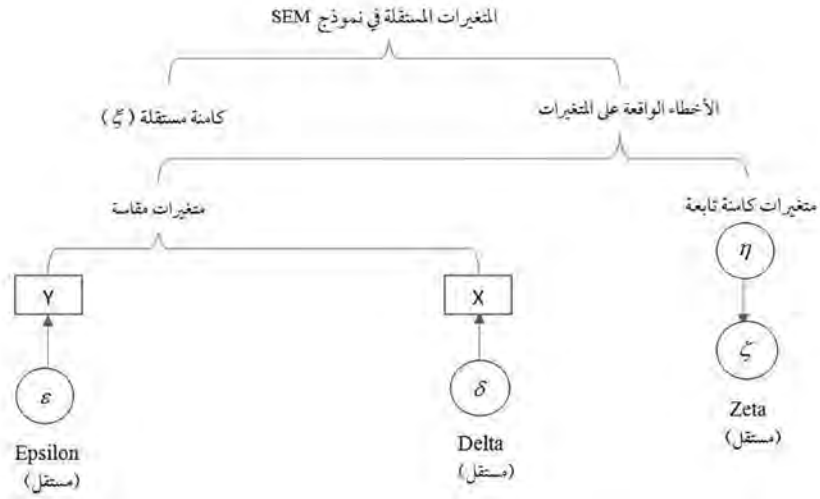 المتغيرات المستقلة في نموذج SEM
الأخطاء الواقعة على المتغيرات
كامنة مستقلة (ξ)
متغيرات كامنة تابعة
متغيرات مقاسة
η
X
Y
ζ
δ
ε
Zeta
(مستقل)
Delta
(مستقل)
Epsilon
(مستقل)